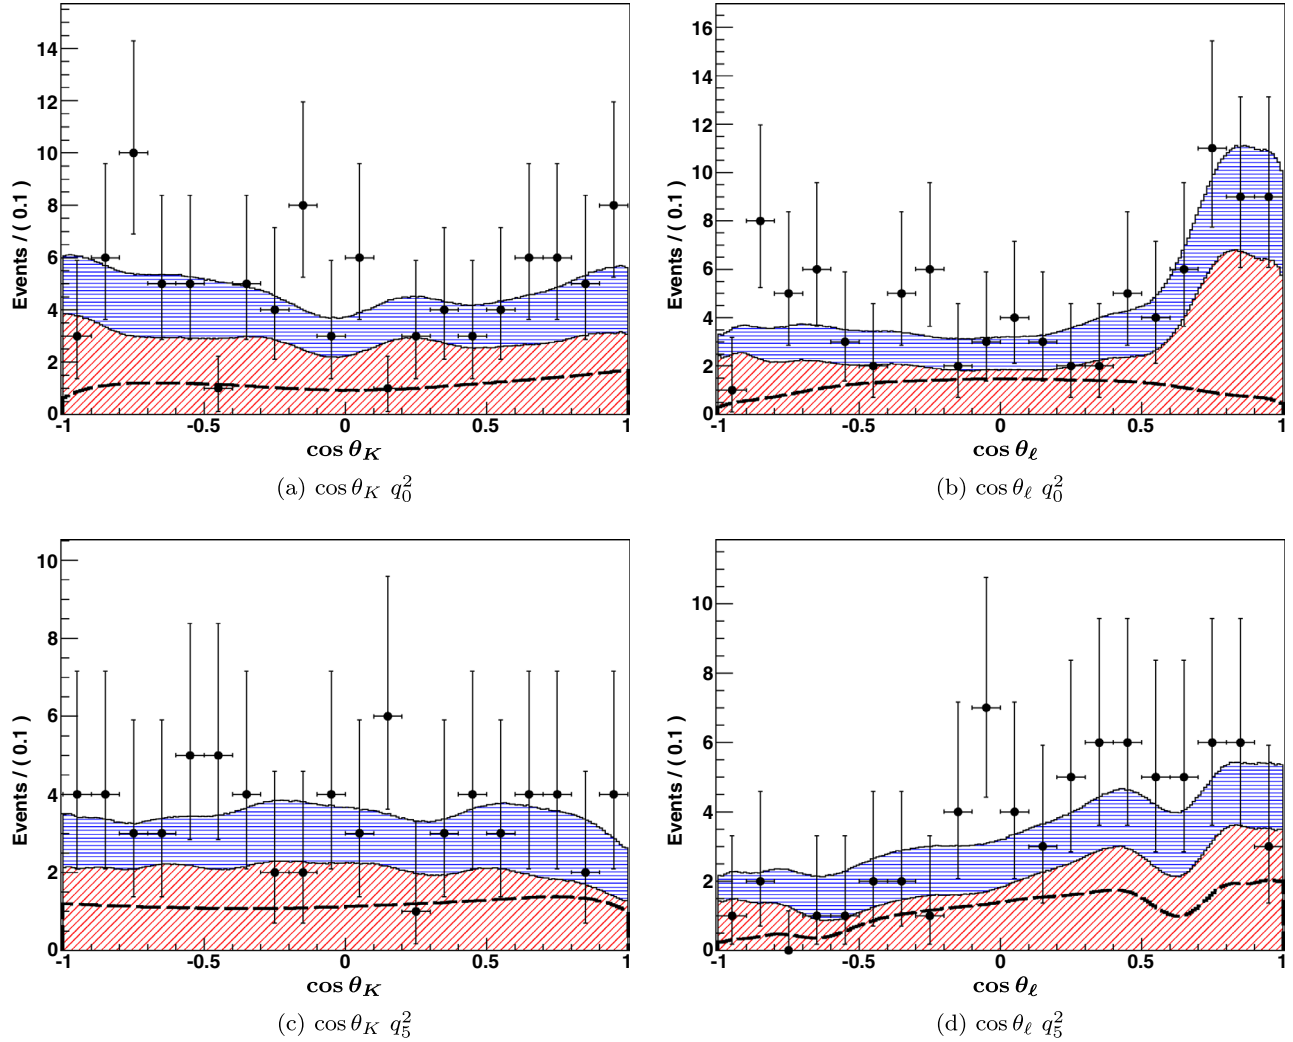 Events / ( 0.1 )
14
12
10
8
6
4
2
0
-1 -0.5 0 0.5 1
cos θ_K
(a) cos θ_K q_0^2
Events / ( 0.1 )
16
14
12
10
8
6
4
2
0
-1 -0.5 0 0.5 1
cos θ_ℓ
(b) cos θ_ℓ q_0^2
Events / ( 0.1 )
10
8
6
4
2
0
-1 -0.5 0 0.5 1
cos θ_K
(c) cos θ_K q_5^2
Events / ( 0.1 )
10
8
6
4
2
0
-1 -0.5 0 0.5 1
cos θ_ℓ
(d) cos θ_ℓ q_5^2